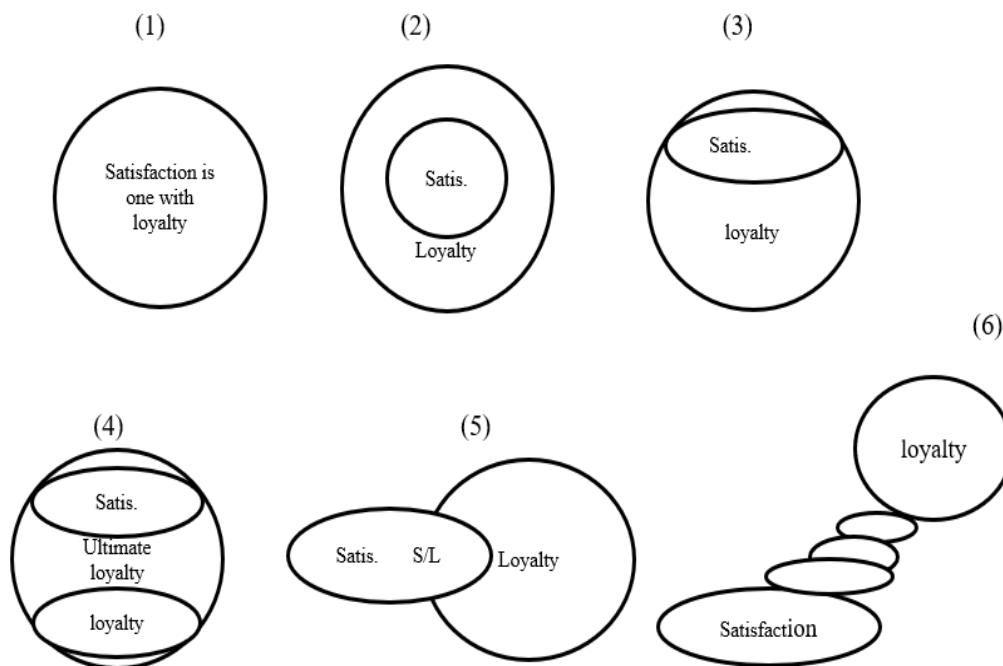 (1)
(2)
(3)
Satisfaction is
one with
loyalty
Satis.
Loyalty
Satis.
loyalty
(4)
(5)
(6)
Satis.
Ultimate
loyalty
loyalty
Satis. S/L Loyalty
loyalty
Satisfaction